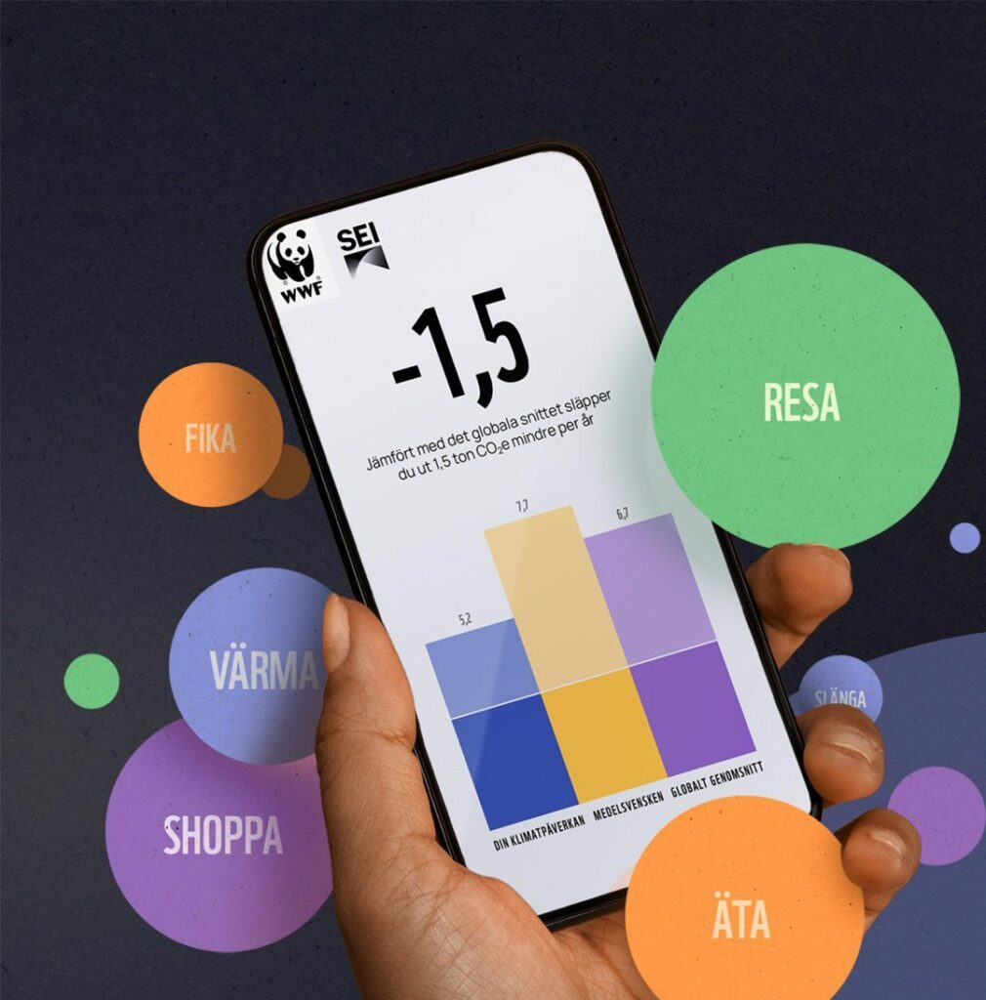 WWF
SEI
-1,5
Jämfört med det globala snittet släpper
du ut 1,5 ton CO₂e mindre per år
7,7
6,7
5,2
DIN KLIMATPÅVERKAN MEDELSVENSKEN GLOBALT GENOMSNITT
FIKA
RESA
VÄRMA
SLÄNGA
SHOPPA
ÄTA